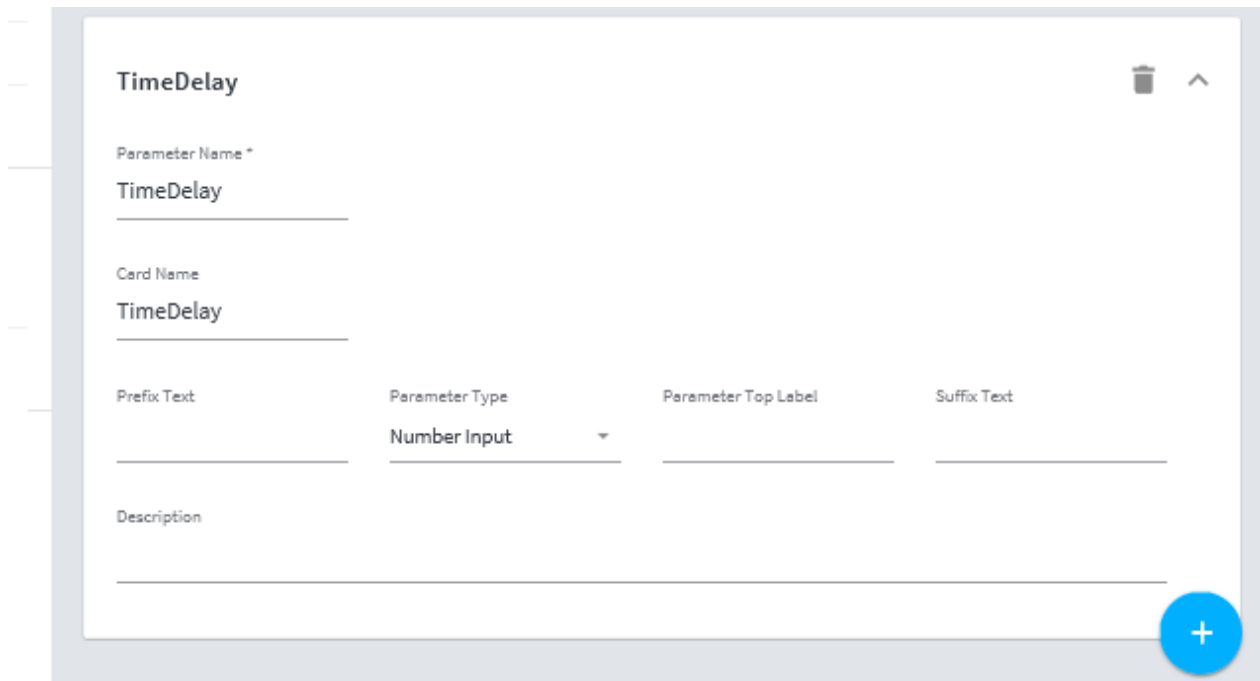 TimeDelay
Parameter Name *
TimeDelay
Card Name
TimeDelay
Prefix Text Parameter Type Parameter Top Label Suffix Text
Number Input
Description